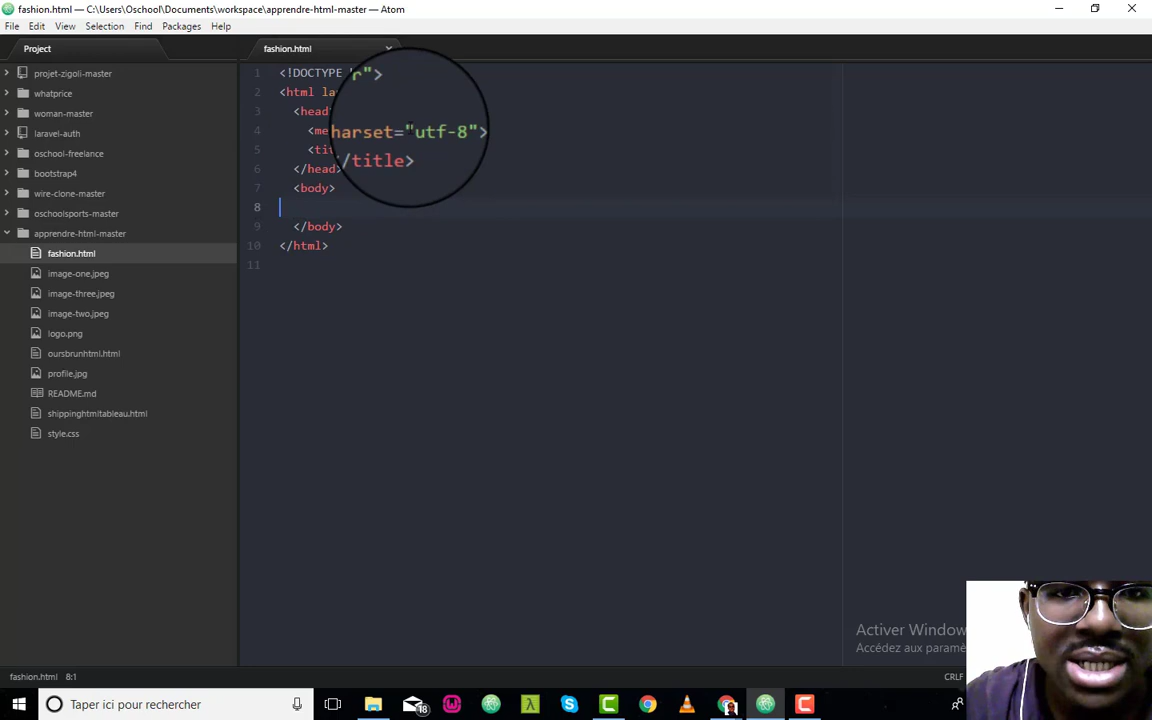 fashion.html — C:\Users\Oschool\Documents\workspace\apprendre-html-master — Atom
File Edit View Selection Find Packages Help
Project
fashion.html
projet-zigoli-master
whatprice
woman-master
laravel-auth
oschool-freelance
bootstrap4
wire-clone-master
oschoolsports-master
apprendre-html-master
fashion.html
image-one.jpeg
image-three.jpeg
image-two.jpeg
logo.png
oursbrunhtml.html
profile.jpg
README.md
shippinghtmltableau.html
style.css
1 <!DOCTYPE r">
2 <html la
3 <head
4 <me harset="utf-8">
5 <tit /title>
6 </head>
7 <body>
8
9 </body>
10 </html>
11
Activer Window
Accédez aux paramè
fashion.html 8:1
CRLF
Taper ici pour rechercher
18